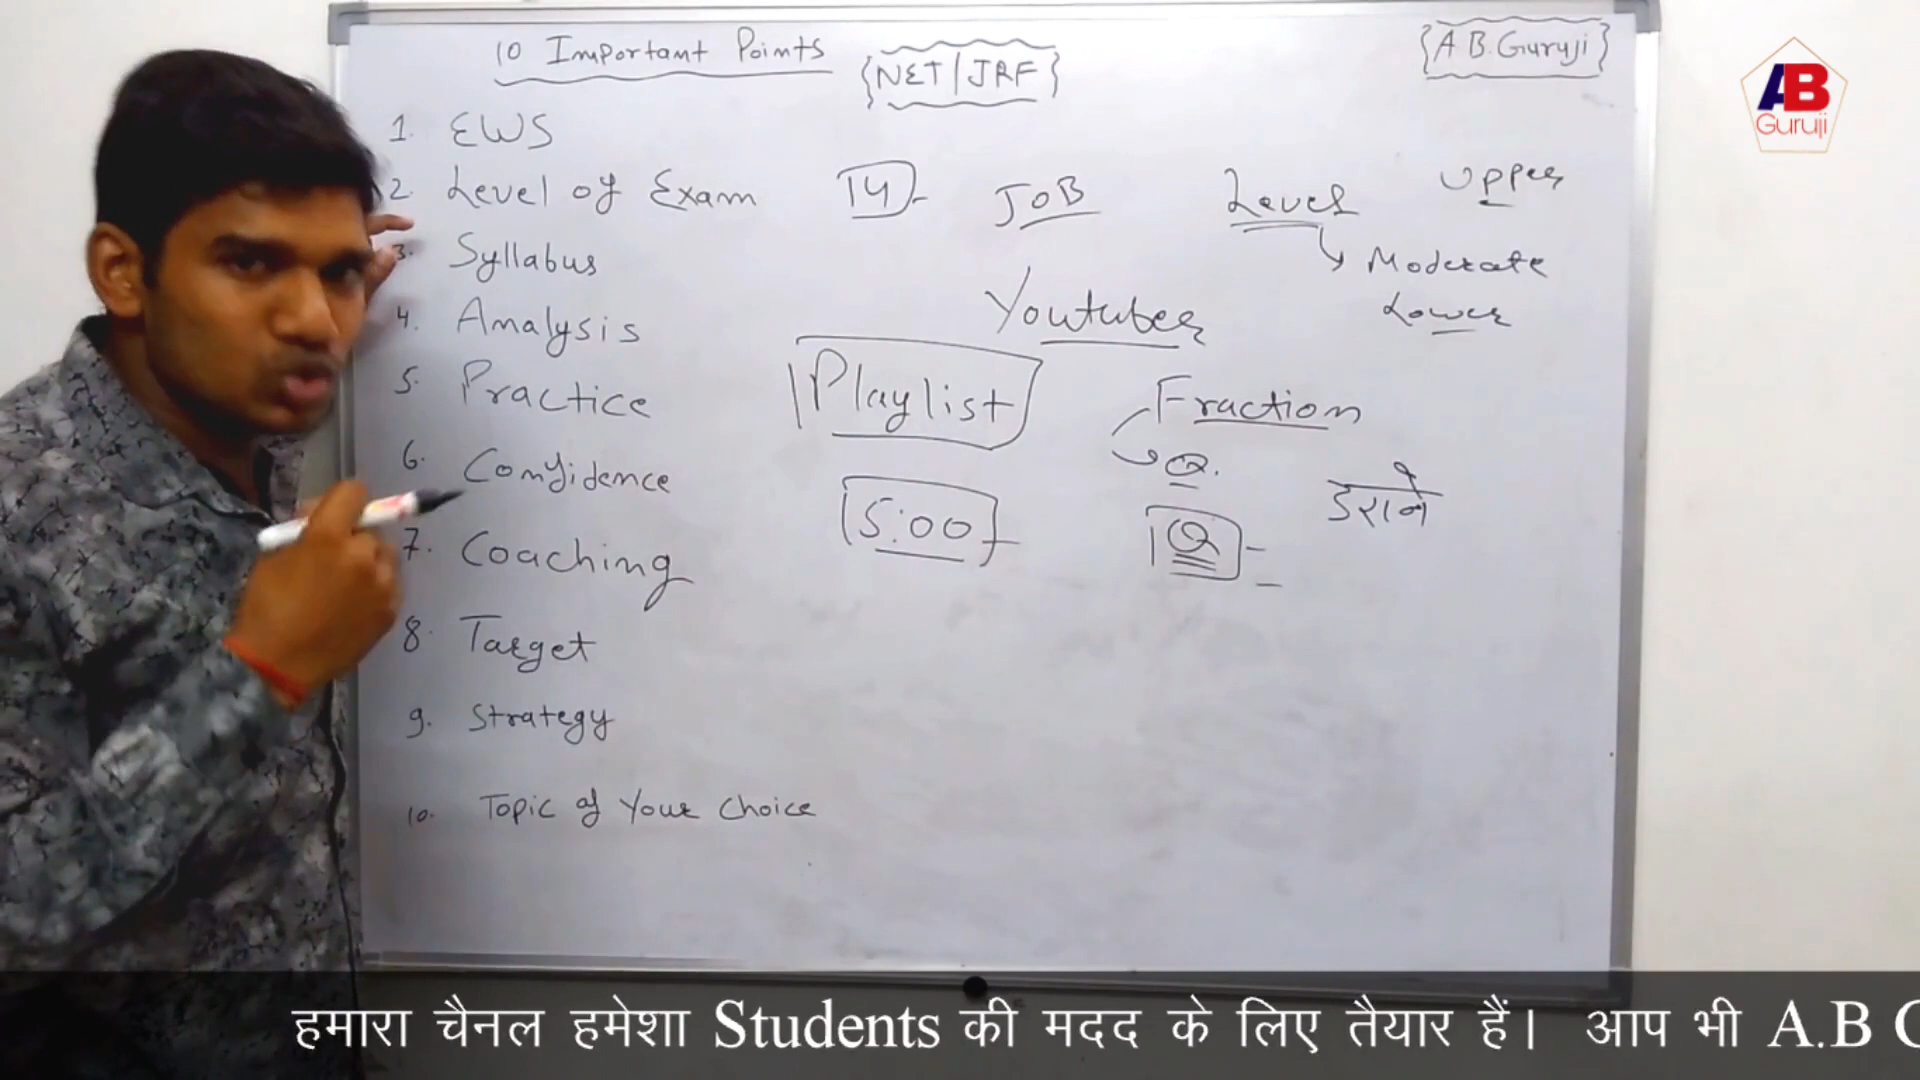 10 Important Points {NET/JRF} {A B. Guruji}
AB
Guruji
1. EWS
2. Level of Exam 14 - JOB Level Upper
Moderate
Lower
3. Syllabus
4. Analysis Youtuber
5. Practice Playlist Fraction
Q.
6. Confidence 5:00 Q डराने
7. Coaching
8. Target
9. Strategy
10. Topic of Your Choice
हमारा चैनल हमेशा Students की मदद के लिए तैयार हैं। आप भी A.B